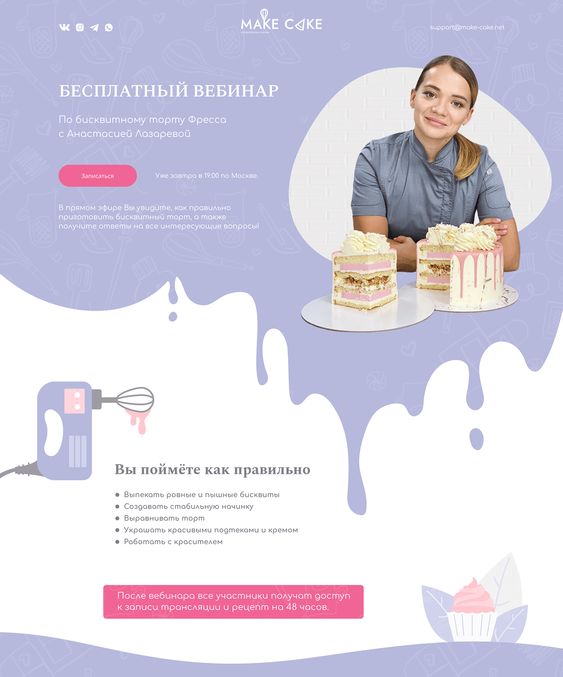 MAKE CAKE
support@make-cake.net
БЕСПЛАТНЫЙ ВЕБИНАР
По бисквитному торту Фресса
с Анастасией Лазаревой
Записаться
Уже завтра в 19:00 по Москве.
В прямом эфире Вы увидите, как правильно
приготовить бисквитный торт, а также
получите ответы на все интересующие вопросы!
Вы поймёте как правильно
Выпекать ровные и пышные бисквиты
Создавать стабильную начинку
Выравнивать торт
Украшать красивыми подтеками и кремом
Работать с красителем
После вебинара все участники получат доступ
к записи трансляции и рецепт на 48 часов.